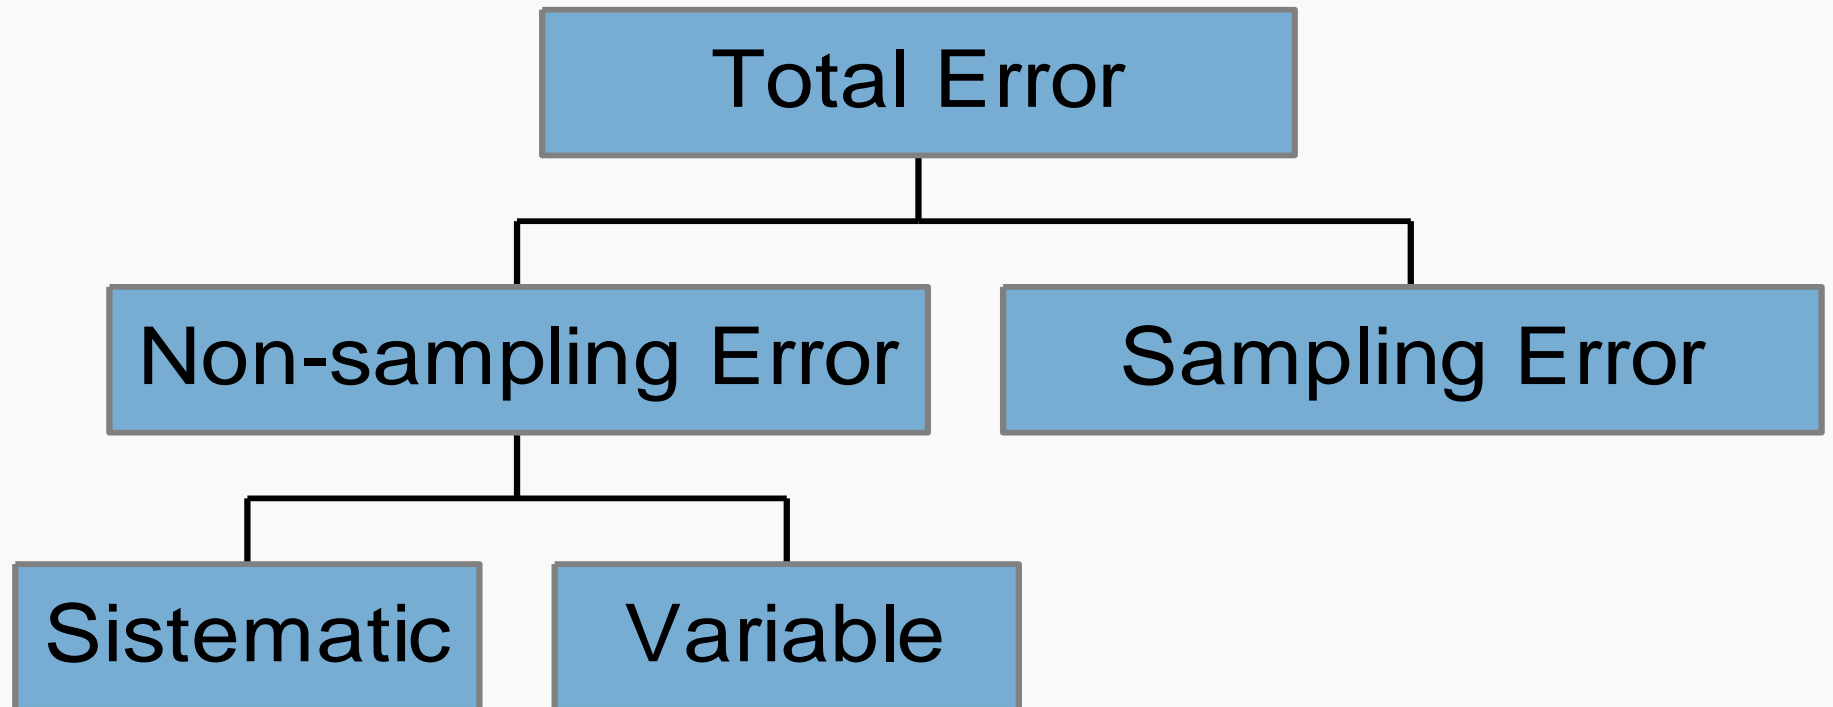 Total Error
Non-sampling Error
Sampling Error
Sistematic
Variable